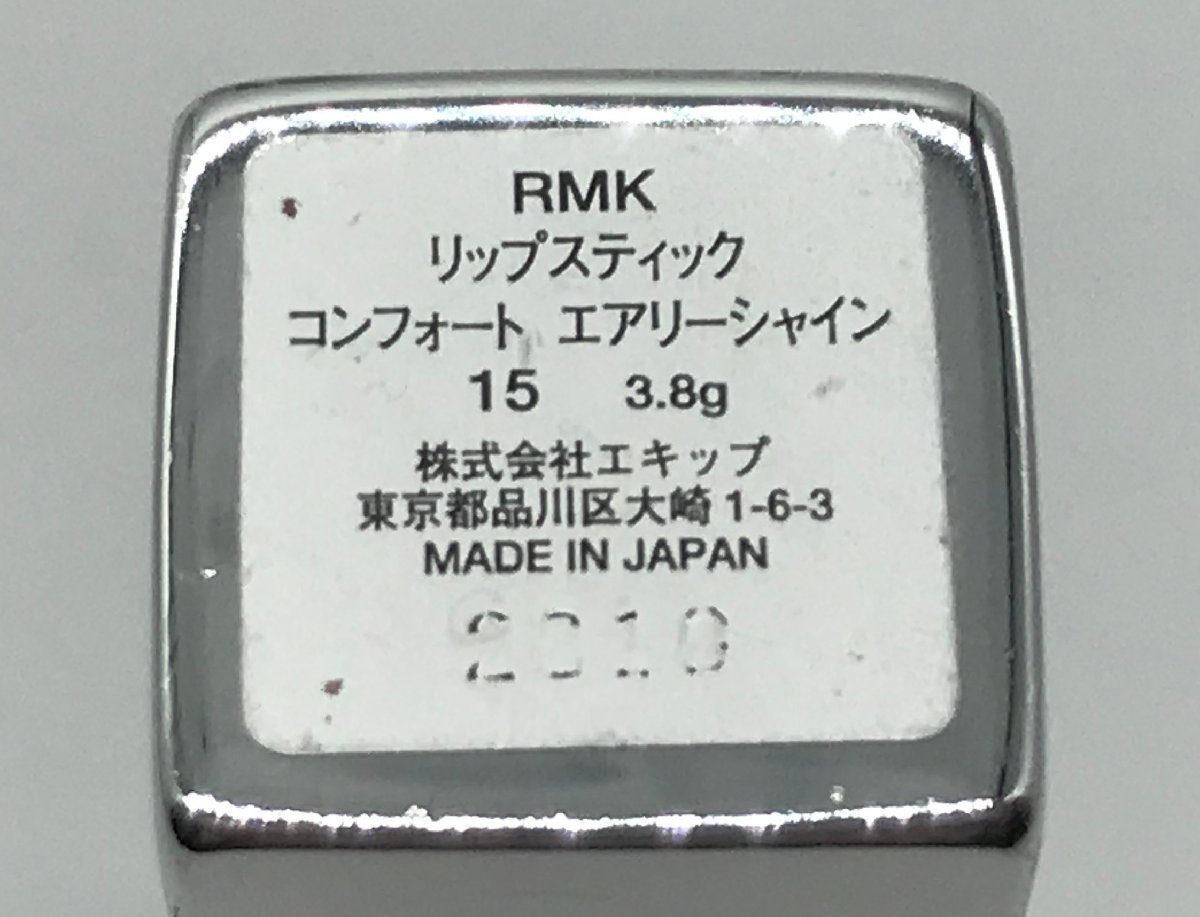 RMK
リップスティック
コンフォート エアリーシャイン
15 3.8g
株式会社エキップ
東京都品川区大崎1-6-3
MADE IN JAPAN